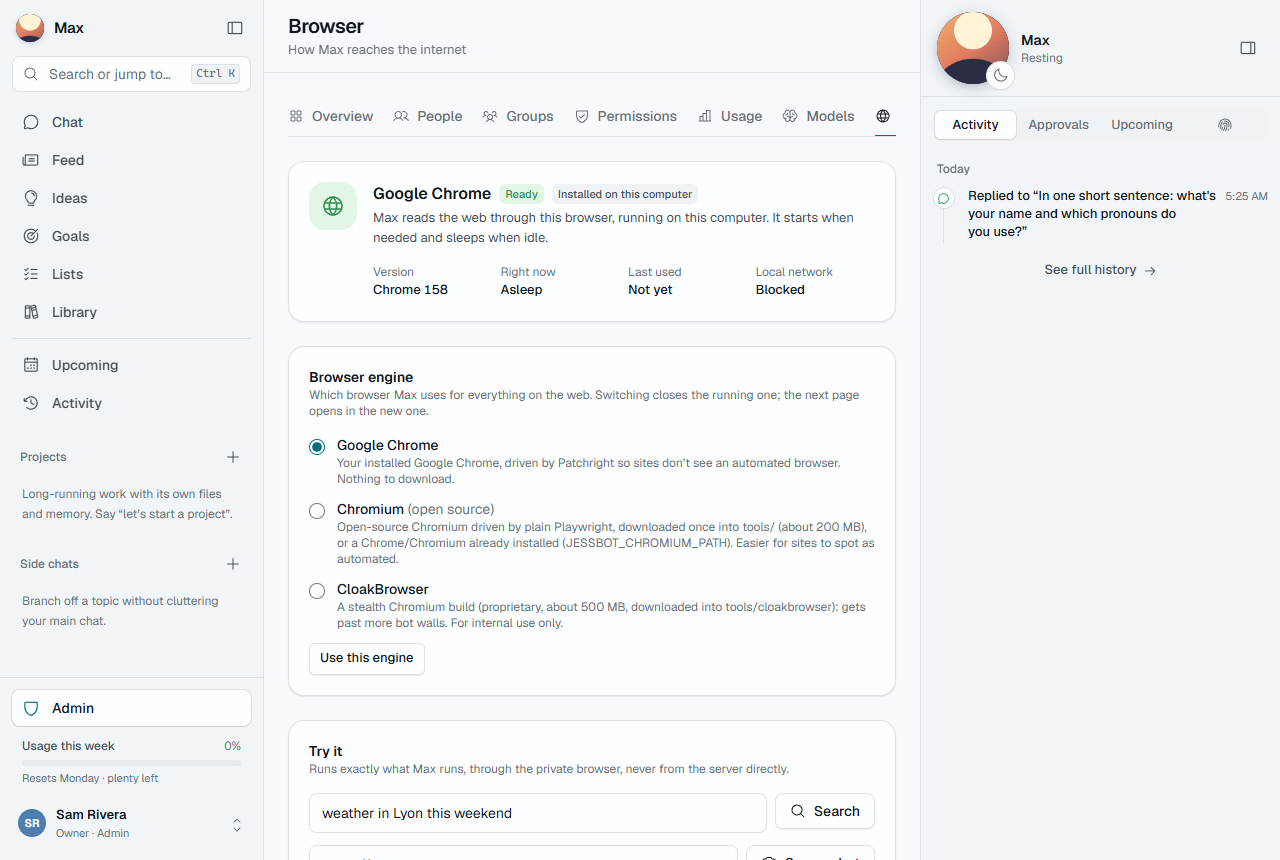 Max
Search or jump to...
Ctrl K
Chat
Feed
Ideas
Goals
Lists
Library
Upcoming
Activity
Projects
Long-running work with its own files
and memory. Say “let’s start a project”.
Side chats
Branch off a topic without cluttering
your main chat.
Admin
Usage this week
0%
Resets Monday · plenty left
SR
Sam Rivera
Owner · Admin
Browser
How Max reaches the internet
Overview
People
Groups
Permissions
Usage
Models
Google Chrome
Ready
Installed on this computer
Max reads the web through this browser, running on this computer. It starts when
needed and sleeps when idle.
Version
Right now
Last used
Local network
Chrome 158
Asleep
Not yet
Blocked
Browser engine
Which browser Max uses for everything on the web. Switching closes the running one; the next page
opens in the new one.
Google Chrome
Your installed Google Chrome, driven by Patchright so sites don’t see an automated browser.
Nothing to download.
Chromium (open source)
Open-source Chromium driven by plain Playwright, downloaded once into tools/ (about 200 MB),
or a Chrome/Chromium already installed (JESSBOT_CHROMIUM_PATH). Easier for sites to spot as
automated.
CloakBrowser
A stealth Chromium build (proprietary, about 500 MB, downloaded into tools/cloakbrowser): gets
past more bot walls. For internal use only.
Use this engine
Try it
Runs exactly what Max runs, through the private browser, never from the server directly.
weather in Lyon this weekend
Search
Max
Resting
Activity
Approvals
Upcoming
Today
Replied to “In one short sentence: what’s
your name and which pronouns do
you use?”
5:25 AM
See full history